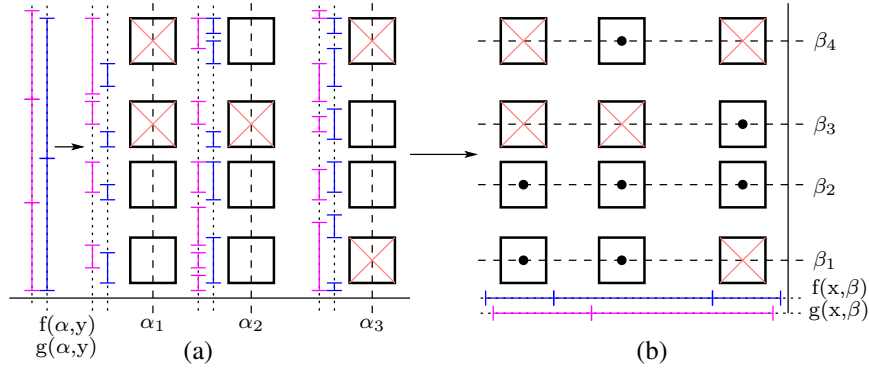 β₄
β₃
β₂
β₁
f(α,y)
g(α,y)
α₁
α₂
α₃
f(x,β)
g(x,β)
(a)
(b)